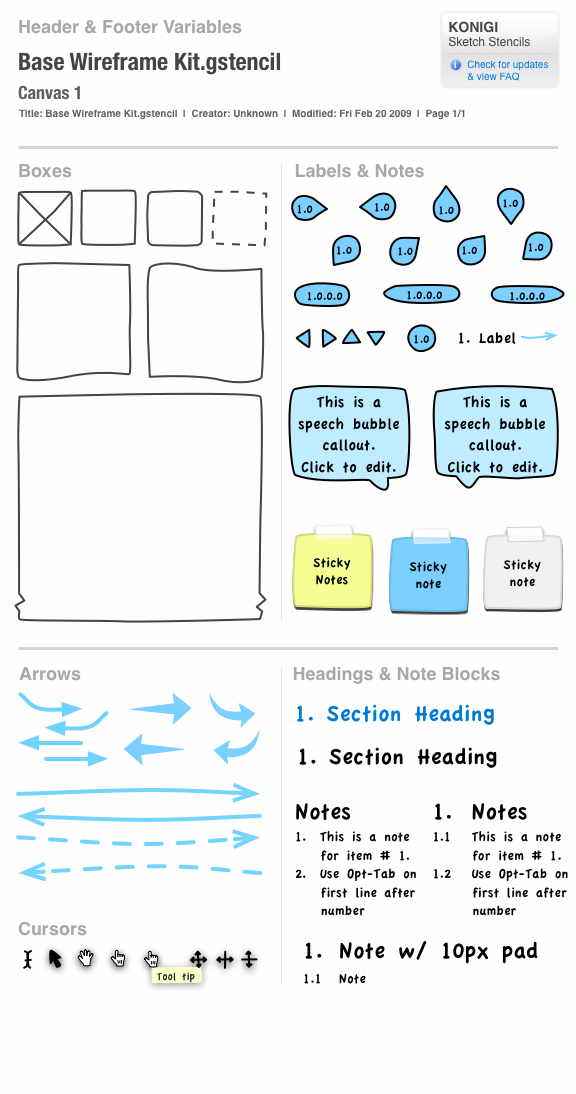 Header & Footer Variables
KONIGI
Sketch Stencils
Check for updates
& view FAQ
Base Wireframe Kit.gstencil
Canvas 1
Title: Base Wireframe Kit.gstencil | Creator: Unknown | Modified: Fri Feb 20 2009 | Page 1/1
Boxes
Labels & Notes
1.0
1.0
1.0
1.0
1.0
1.0
1.0
1.0
1.0.0.0
1.0.0.0
1.0.0.0
1.0
1. Label
This is a
speech bubble
callout.
Click to edit.
This is a
speech bubble
callout.
Click to edit.
Sticky
Notes
Sticky
note
Sticky
note
Arrows
Headings & Note Blocks
1. Section Heading
1. Section Heading
Notes
1. This is a note
for item # 1.
2. Use Opt-Tab on
first line after
number
1. Notes
1.1 This is a note
for item # 1.
1.2 Use Opt-Tab on
first line after
number
Cursors
Tool tip
1. Note w/ 10px pad
1.1 Note